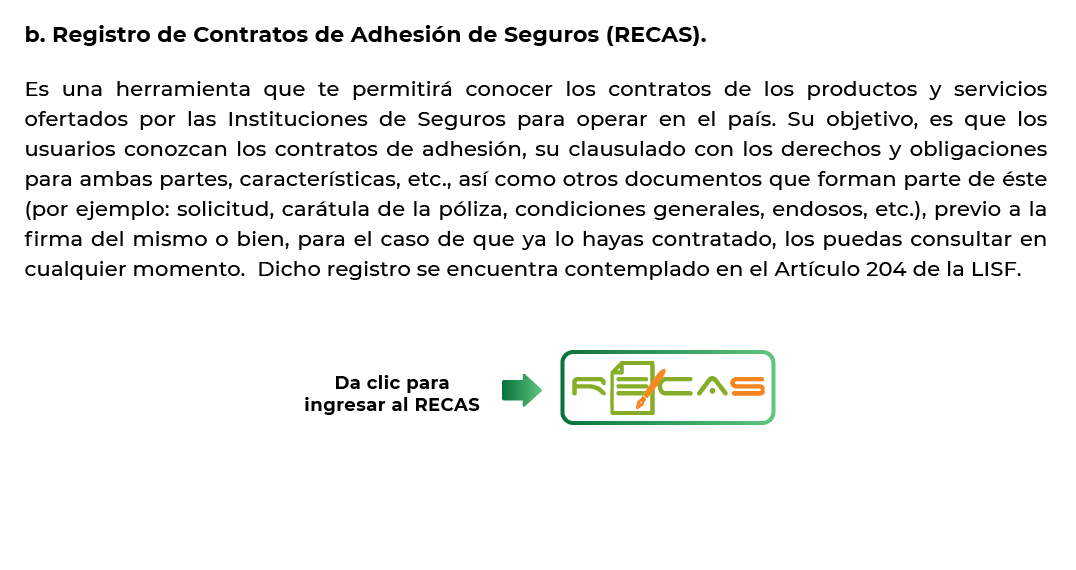 b. Registro de Contratos de Adhesión de Seguros (RECAS).
Es una herramienta que te permitirá conocer los contratos de los productos y servicios
ofertados por las Instituciones de Seguros para operar en el país. Su objetivo, es que los
usuarios conozcan los contratos de adhesión, su clausulado con los derechos y obligaciones
para ambas partes, características, etc., así como otros documentos que forman parte de éste
(por ejemplo: solicitud, carátula de la póliza, condiciones generales, endosos, etc.), previo a la
firma del mismo o bien, para el caso de que ya lo hayas contratado, los puedas consultar en
cualquier momento.  Dicho registro se encuentra contemplado en el Artículo 204 de la LISF.
Da clic para
ingresar al RECAS
RECAS